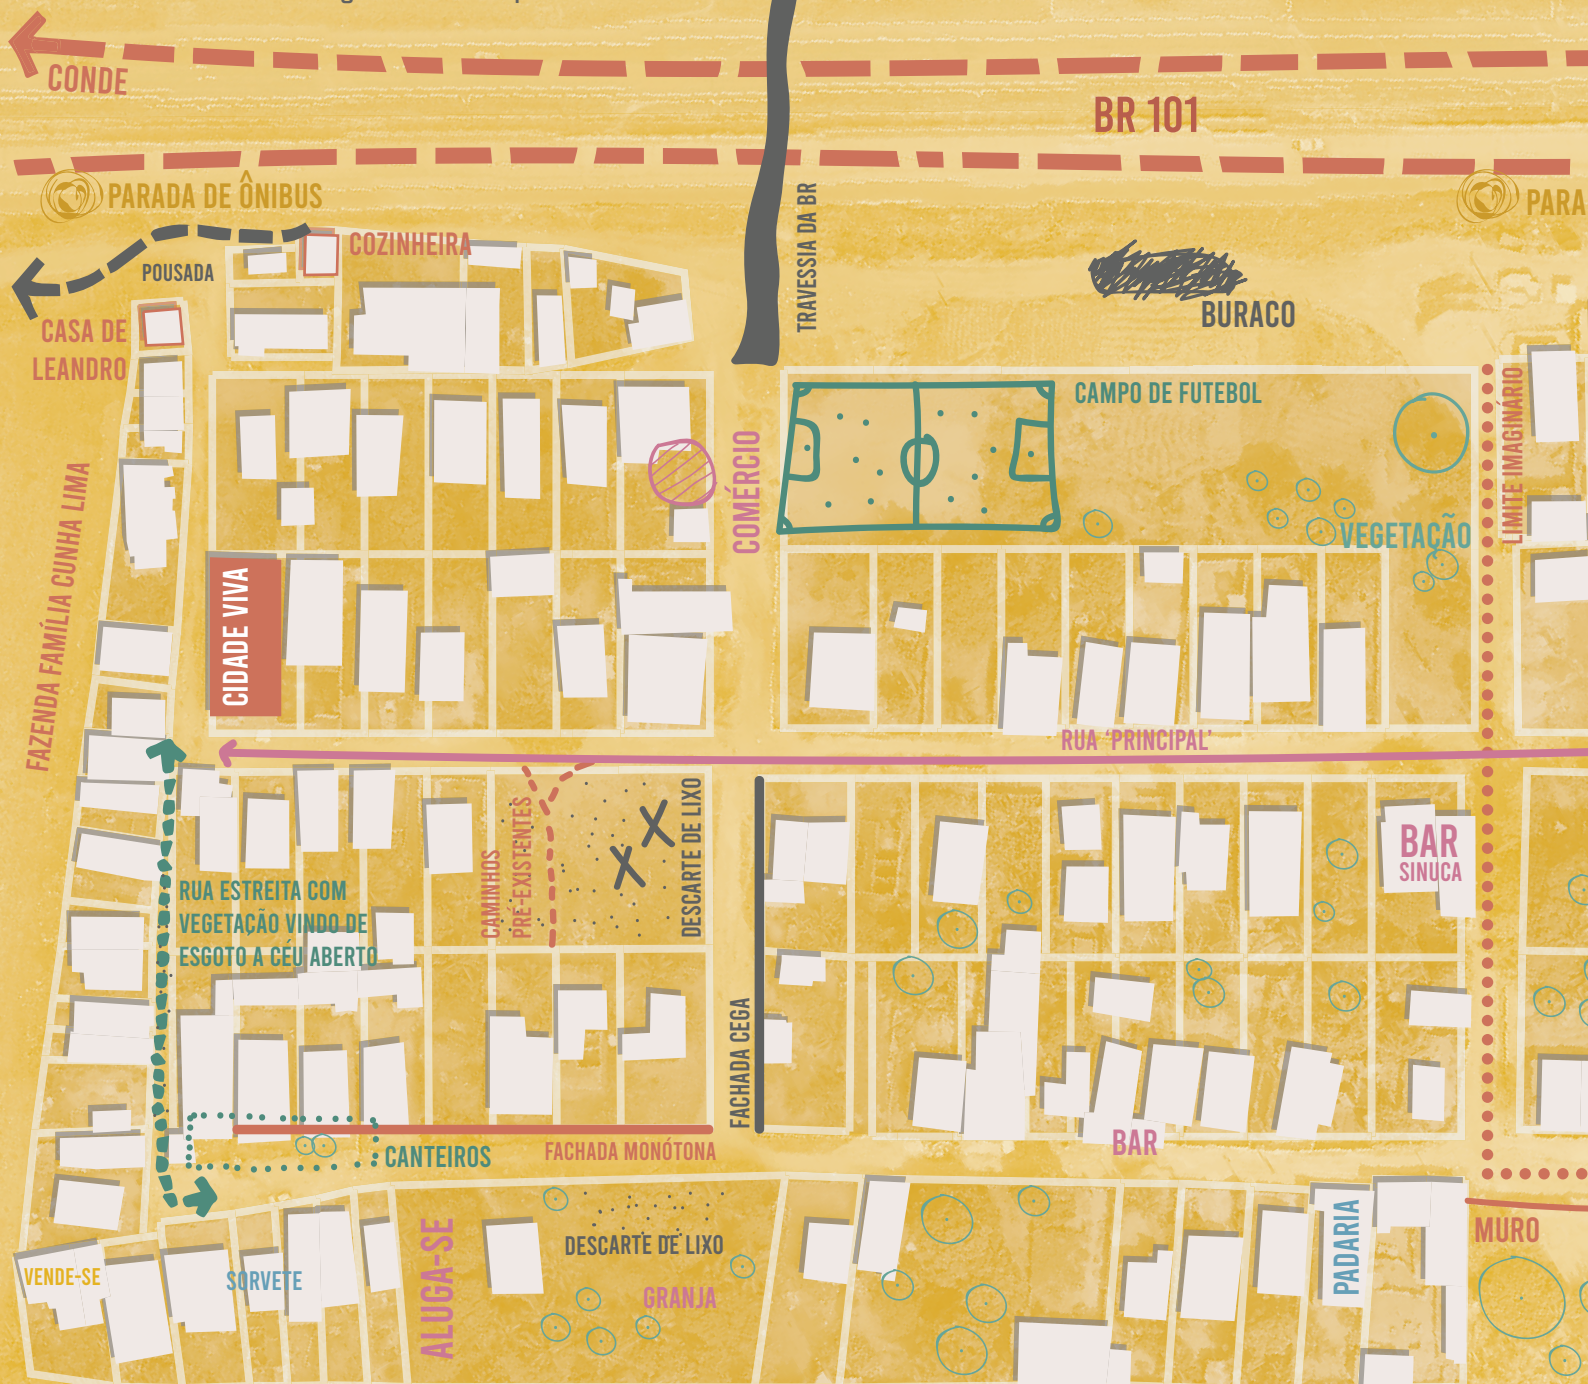 CONDE
BR 101
PARADA DE ÔNIBUS
PARA
COZINHEIRA
POUSADA
TRAVESSIA DA BR
BURACO
CASA DE
LEANDRO
CAMPO DE FUTEBOL
LIMITE IMAGINÁRIO
COMÉRCIO
FAZENDA FAMÍLIA CUNHA LIMA
VEGETAÇÃO
CIDADE VIVA
RUA 'PRINCIPAL'
CAMINHOS
PRÉ-EXISTENTES
DESCARTE DE LIXO
BAR
SINUCA
RUA ESTREITA COM
VEGETAÇÃO VINDO DE
ESGOTO A CÉU ABERTO
FACHADA CEGA
CANTEIROS
FACHADA MONÓTONA
BAR
MURO
PADARIA
ALUGA-SE
DESCARTE DE LIXO
VENDE-SE
SORVETE
GRANJA